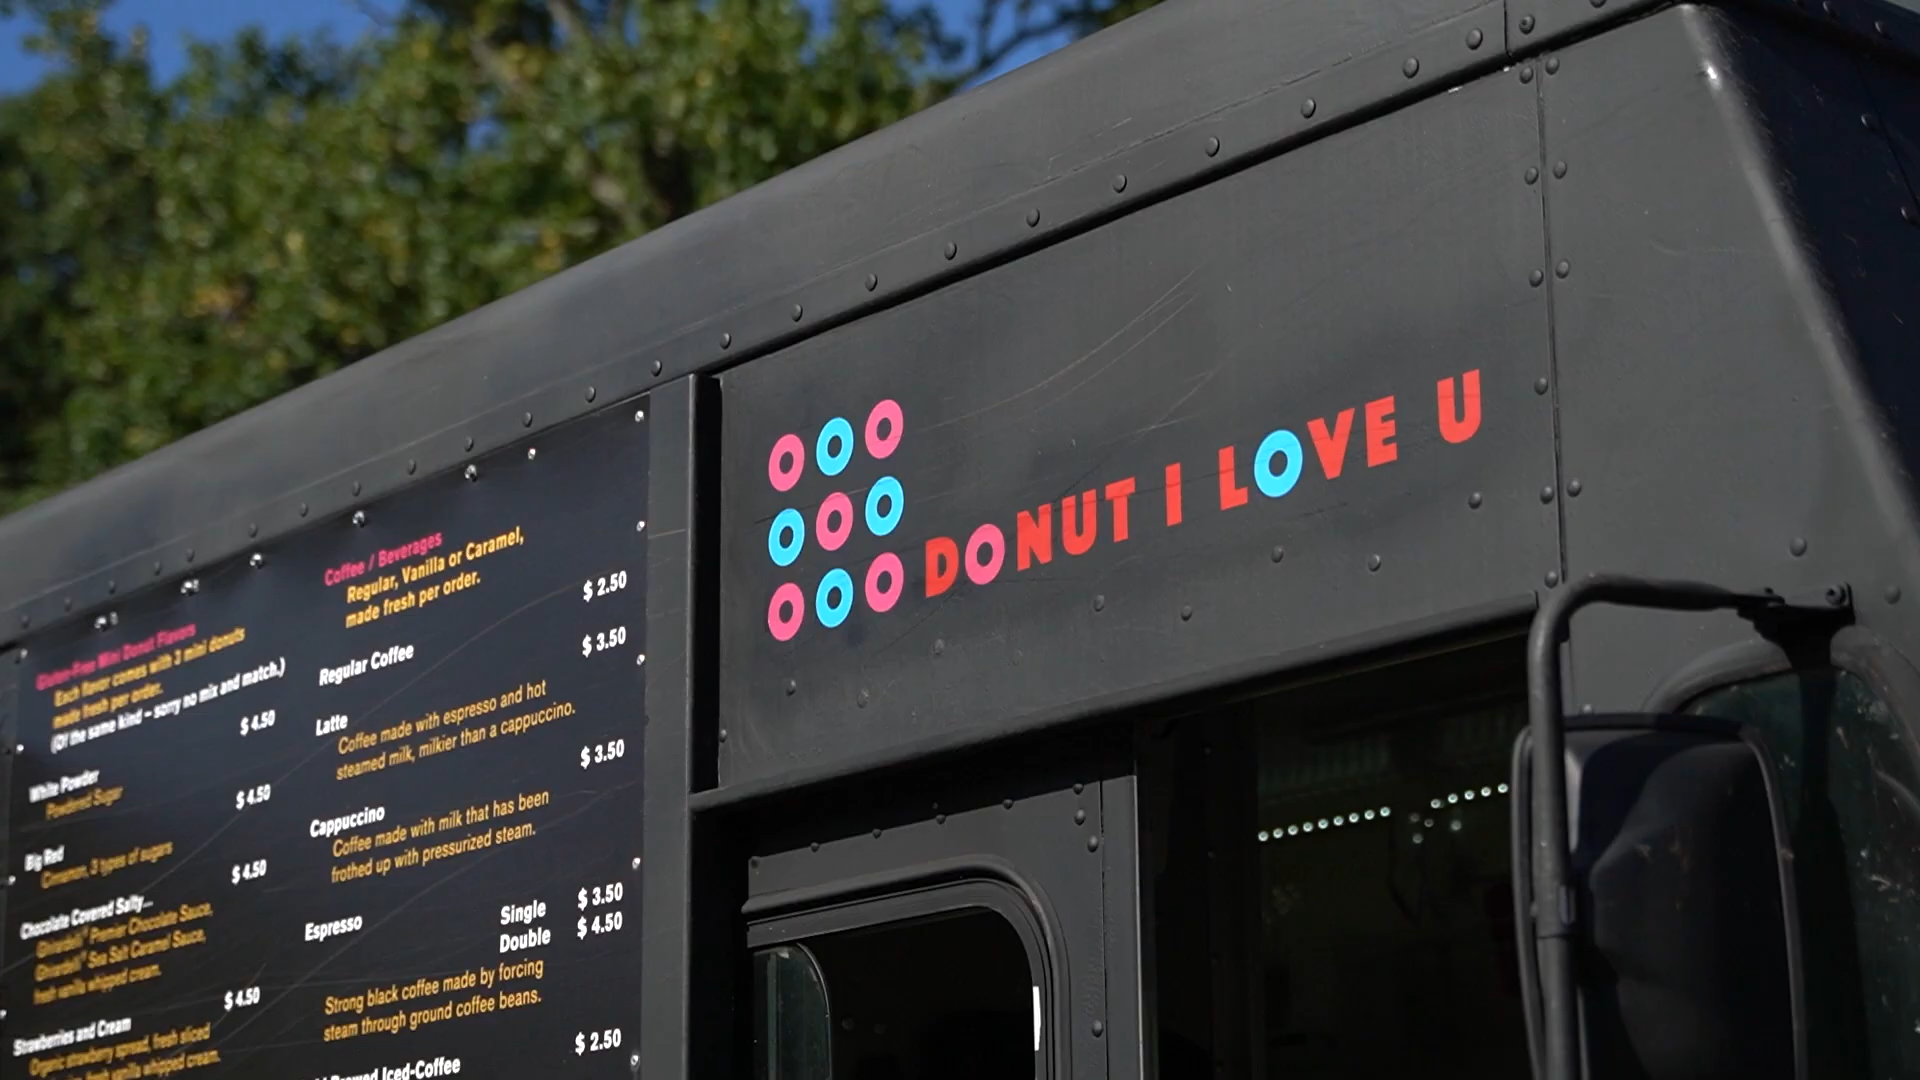 DONUT I LOVE U
Gluten-Free Mini Donut Flavors
Each flavor comes with 3 mini donuts
made fresh per order.
(Of the same kind – sorry no mix and match.)
$ 4.50
White Powder
Powdered Sugar
$ 4.50
Big Red
Cinnamon, 3 types of sugars
$ 4.50
Chocolate Covered Salty...
Ghirardelli® Premier Chocolate Sauce,
Ghirardelli® Sea Salt Caramel Sauce,
fresh vanilla whipped cream.
$ 4.50
Strawberries and Cream
Organic strawberry spread, fresh sliced
fresh vanilla whipped cream.
Coffee / Beverages
Regular, Vanilla or Caramel,
made fresh per order.
$ 2.50
Regular Coffee
$ 3.50
Latte
Coffee made with espresso and hot
steamed milk, milkier than a cappuccino.
$ 3.50
Cappuccino
Coffee made with milk that has been
frothed up with pressurized steam.
Espresso
Single $ 3.50
Double $ 4.50
Strong black coffee made by forcing
steam through ground coffee beans.
$ 2.50
Brewed Iced-Coffee